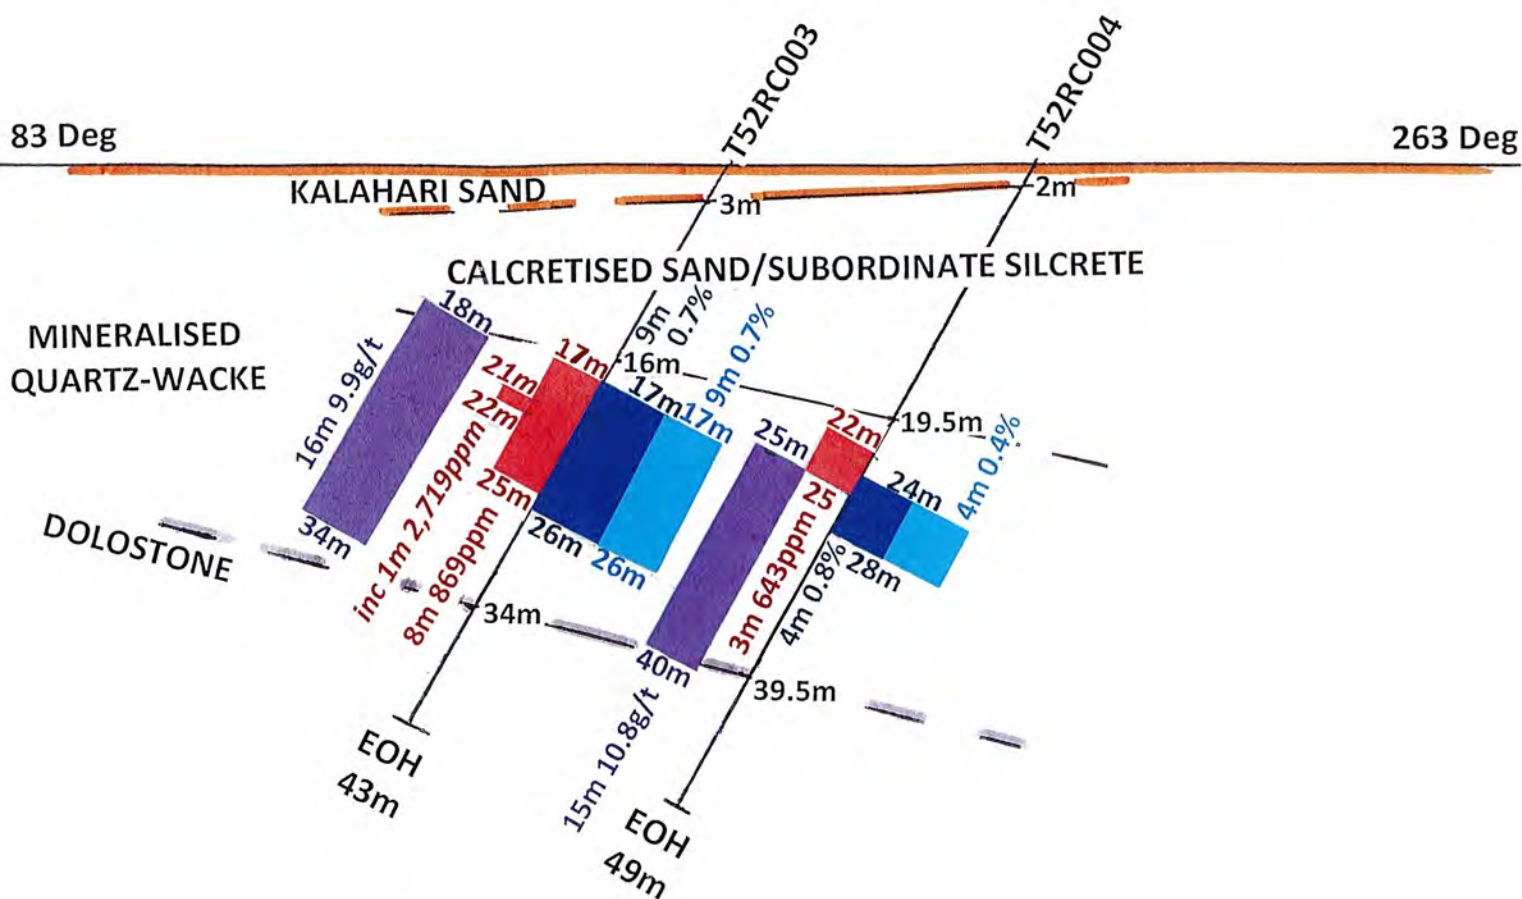 T52RC003
T52RC004
83 Deg
263 Deg
KALAHARI SAND
3m
2m
CALCRETISED SAND/SUBORDINATE SILCRETE
MINERALISED
QUARTZ-WACKE
18m
16m 9.9g/t
34m
17m
21m
22m
25m
inc 1m 2,719ppm
8m 869ppm
9m
0.7%
16m
17m
26m
9m 0.7%
17m
26m
19.5m
25m
22m
25
24m
28m
4m 0.4%
3m 643ppm
4m 0.8%
40m
15m 10.8g/t
DOLOSTONE
34m
39.5m
EOH
43m
EOH
49m